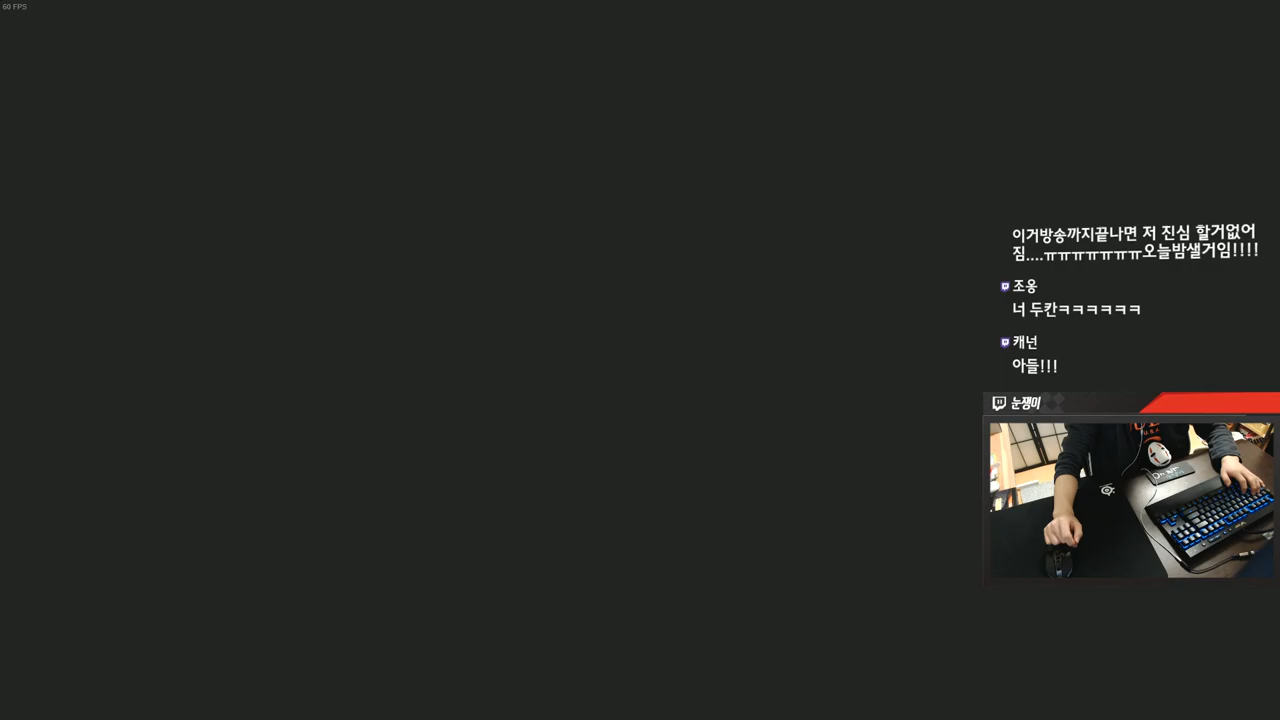 60 FPS
이거방송까지끝나면 저 진심 할거없어
짐....ㅠㅠㅠㅠㅠㅠㅠ오늘밤샐거임!!!!
조웅
너 두칸ㅋㅋㅋㅋㅋㅋ
캐넌
아들!!!
눈쟁이